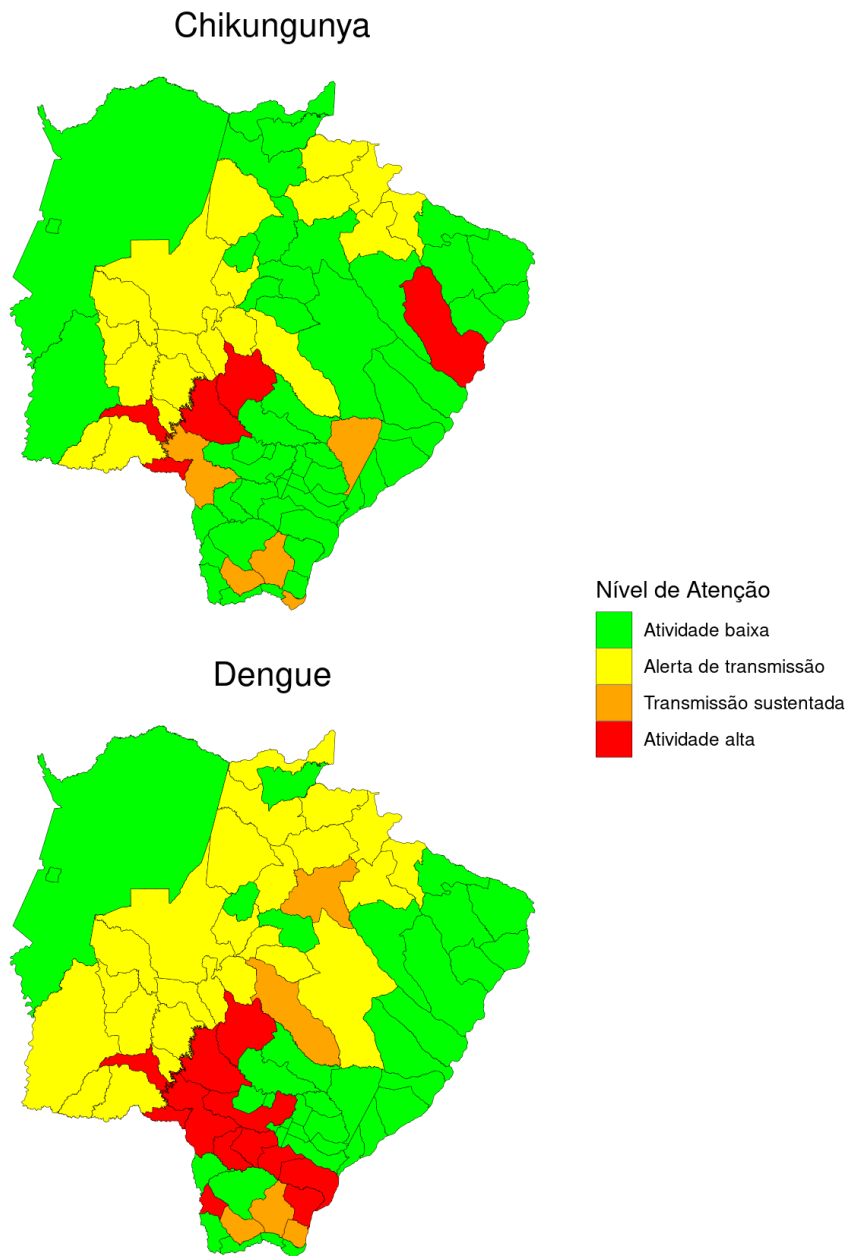 Chikungunya
Nível de Atenção
Atividade baixa
Alerta de transmissão
Transmissão sustentada
Atividade alta
Dengue